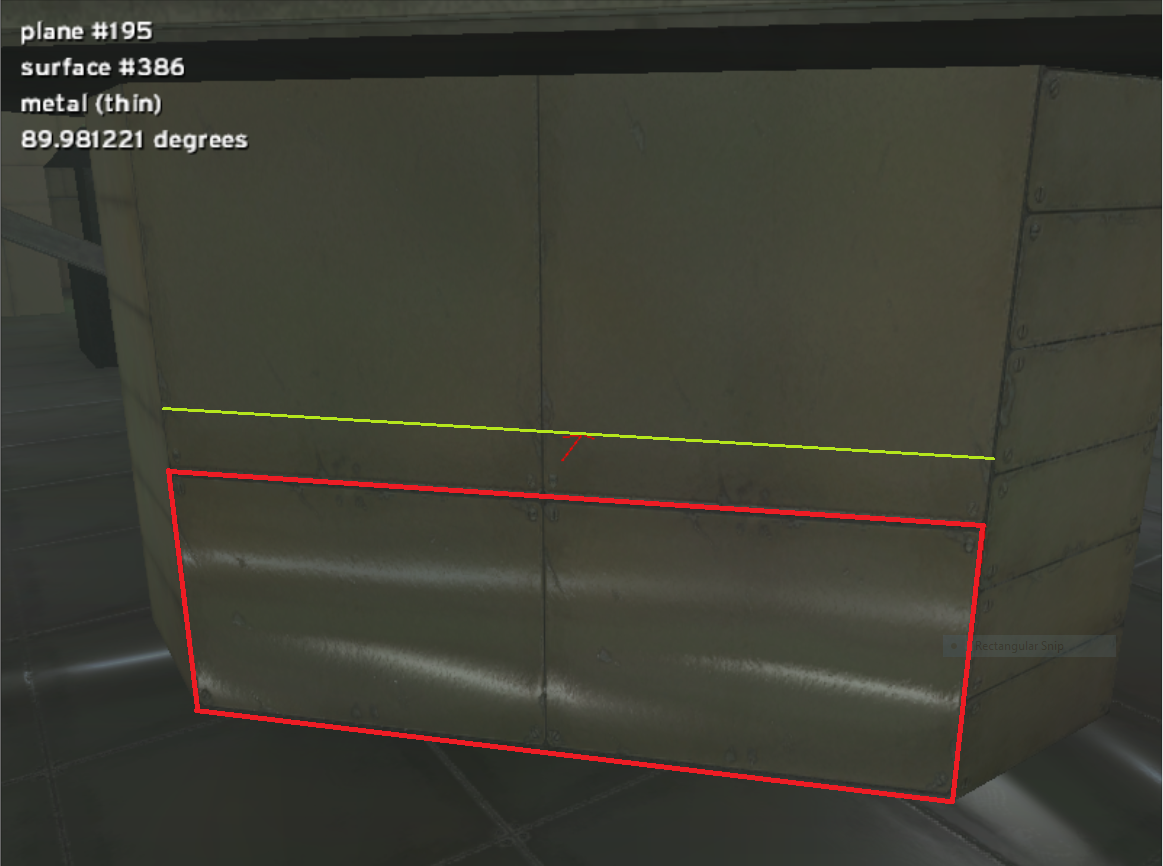 plane #195
surface #386
metal (thin)
89.981221 degrees
Rectangular Snip